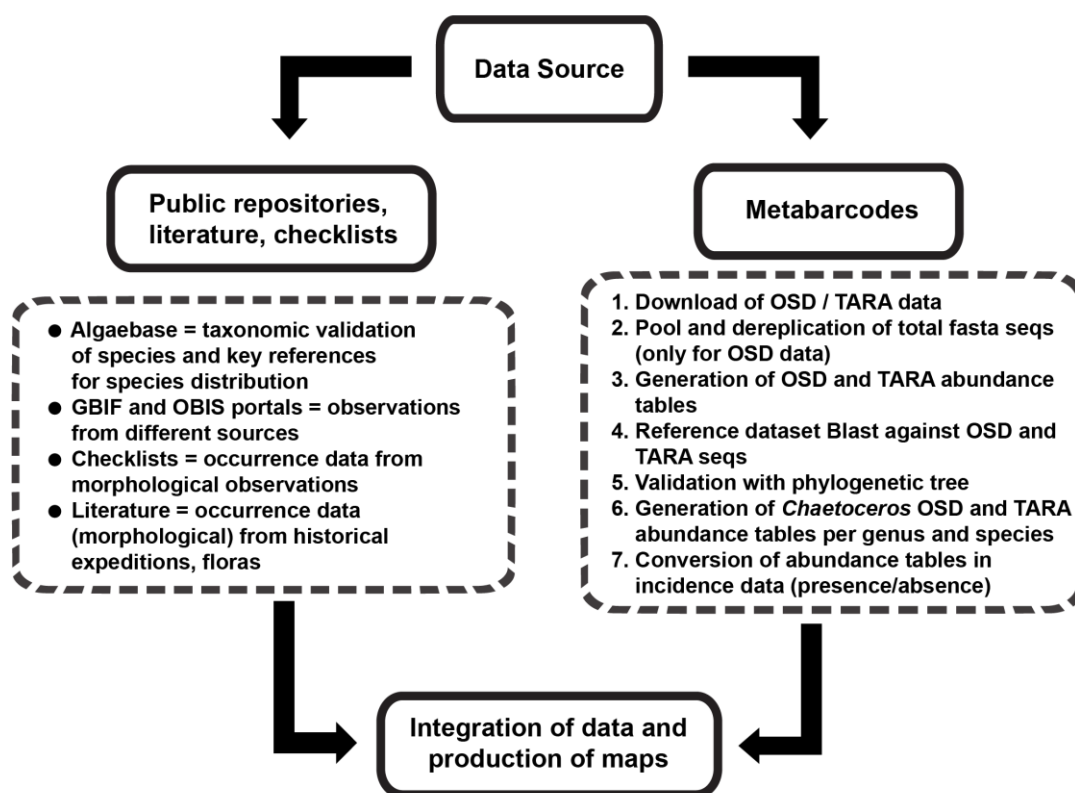 Data Source
Public repositories,
literature, checklists
● Algaebase = taxonomic validation
of species and key references
for species distribution
● GBIF and OBIS portals = observations
from different sources
● Checklists = occurrence data from
morphological observations
● Literature = occurrence data
(morphological) from historical
expeditions, floras
Metabarcodes
1. Download of OSD / TARA data
2. Pool and dereplication of total fasta seqs
(only for OSD data)
3. Generation of OSD and TARA abundance
tables
4. Reference dataset Blast against OSD and
TARA seqs
5. Validation with phylogenetic tree
6. Generation of Chaetoceros OSD and TARA
abundance tables per genus and species
7. Conversion of abundance tables in
incidence data (presence/absence)
Integration of data and
production of maps